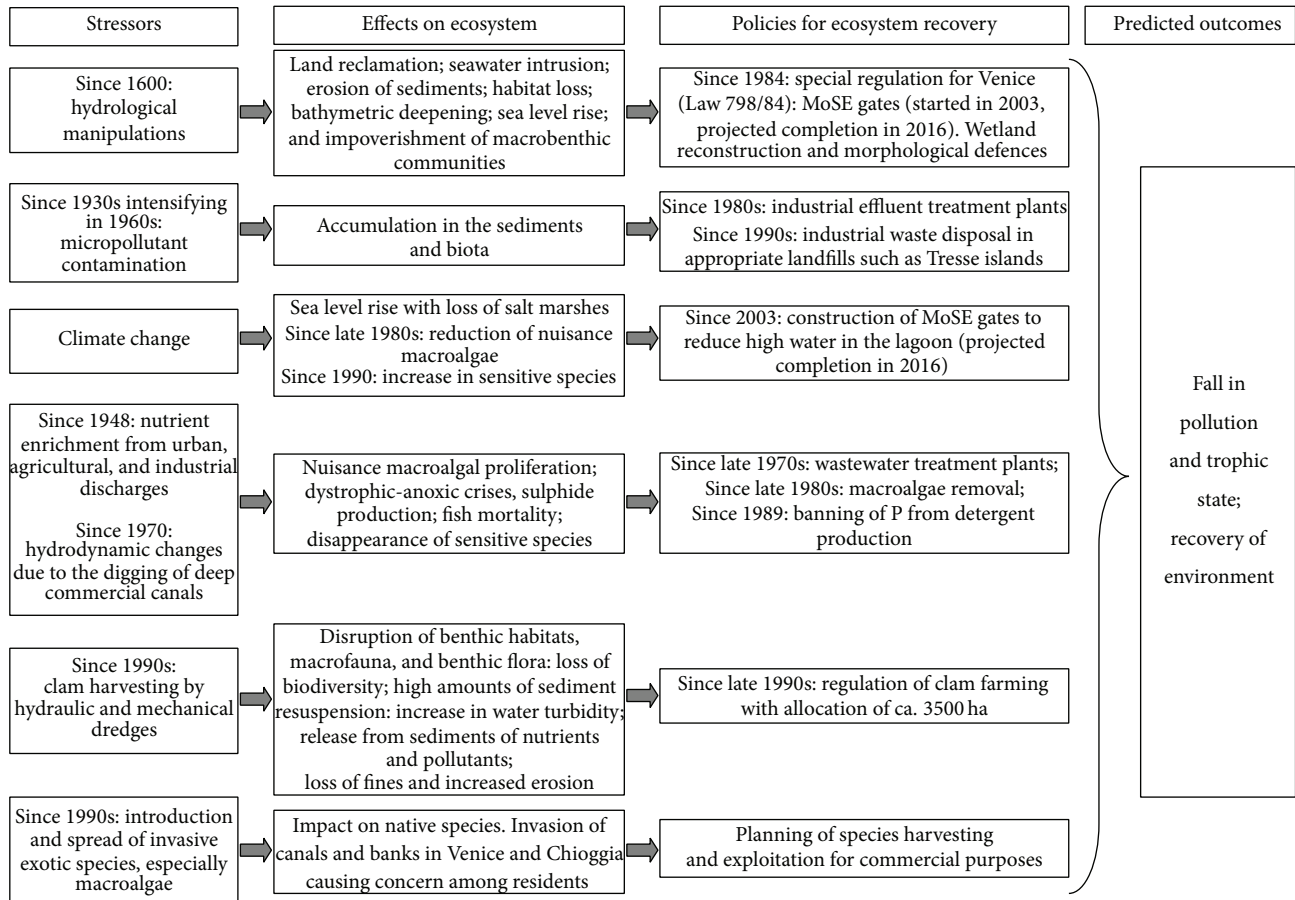 Stressors
Effects on ecosystem
Policies for ecosystem recovery
Predicted outcomes
Since 1600:
hydrological
manipulations
Land reclamation; seawater intrusion;
erosion of sediments; habitat loss;
bathymetric deepening; sea level rise;
and impoverishment of macrobenthic
communities
Since 1984: special regulation for Venice
(Law 798/84): MoSE gates (started in 2003,
projected completion in 2016). Wetland
reconstruction and morphological defences
Since 1930s intensifying
in 1960s:
micropollutant
contamination
Accumulation in the sediments
and biota
Since 1980s: industrial effluent treatment plants
Since 1990s: industrial waste disposal in
appropriate landfills such as Tresse islands
Climate change
Sea level rise with loss of salt marshes
Since late 1980s: reduction of nuisance
macroalgae
Since 1990: increase in sensitive species
Since 2003: construction of MoSE gates to
reduce high water in the lagoon (projected
completion in 2016)
Since 1948: nutrient
enrichment from urban,
agricultural, and industrial
discharges
Since 1970:
hydrodynamic changes
due to the digging of deep
commercial canals
Nuisance macroalgal proliferation;
dystrophic-anoxic crises, sulphide
production; fish mortality;
disappearance of sensitive species
Since late 1970s: wastewater treatment plants;
Since late 1980s: macroalgae removal;
Since 1989: banning of P from detergent
production
Since 1990s:
clam harvesting by
hydraulic and mechanical
dredges
Disruption of benthic habitats,
macrofauna, and benthic flora: loss of
biodiversity; high amounts of sediment
resuspension: increase in water turbidity;
release from sediments of nutrients
and pollutants;
loss of fines and increased erosion
Since late 1990s: regulation of clam farming
with allocation of ca. 3500 ha
Since 1990s: introduction
and spread of invasive
exotic species, especially
macroalgae
Impact on native species. Invasion of
canals and banks in Venice and Chioggia
causing concern among residents
Planning of species harvesting
and exploitation for commercial purposes
Fall in
pollution
and trophic
state;
recovery of
environment